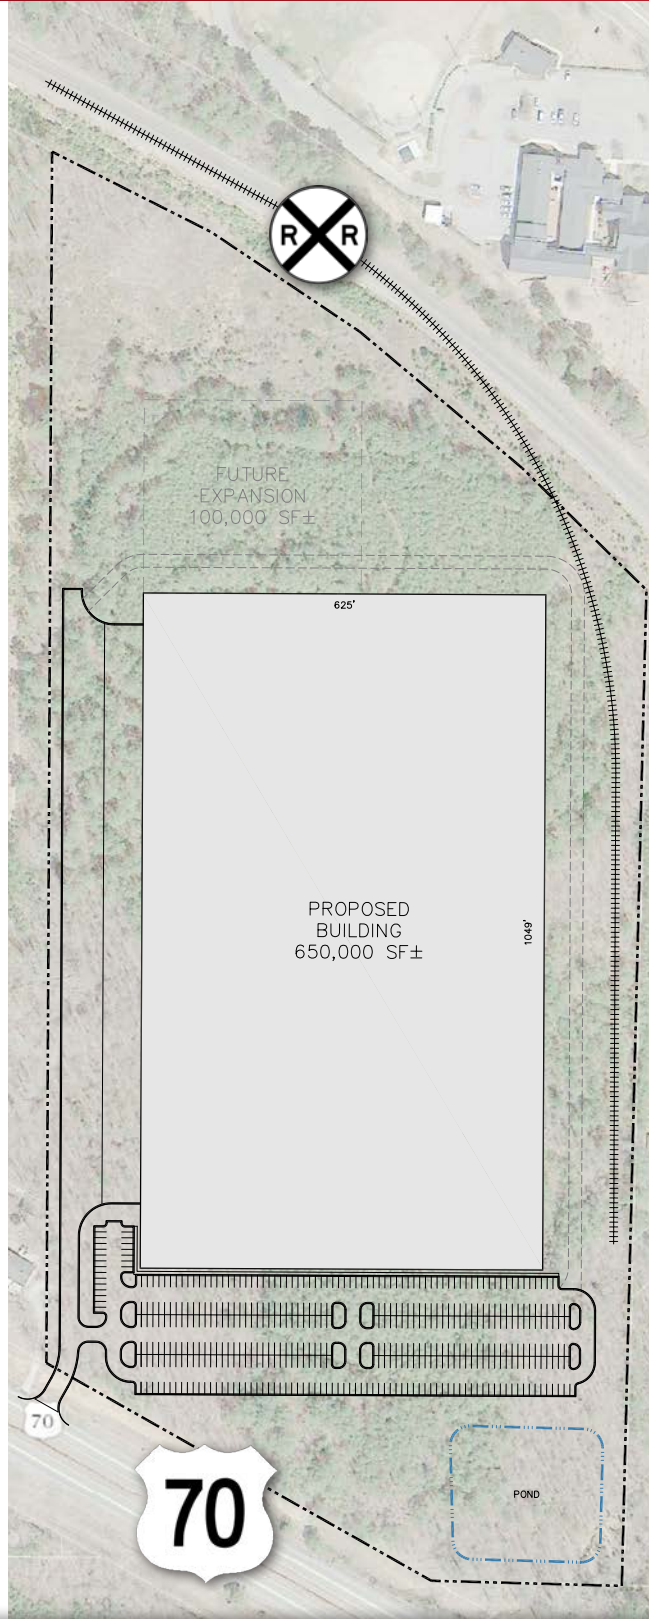 R R
FUTURE
EXPANSION
100,000 SF±
625'
PROPOSED
BUILDING
650,000 SF±
1049'
70
70
POND